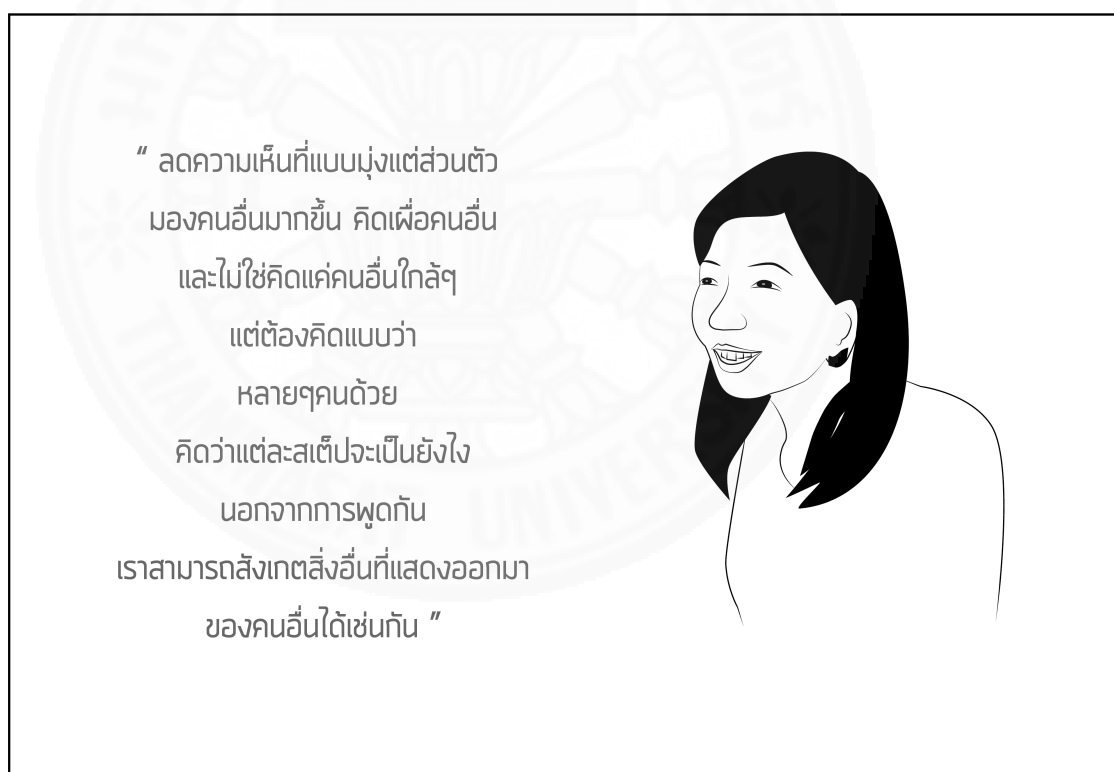 “ ลดความเห็นที่แบบมุ่งแต่ส่วนตัว
มองคนอื่นมากขึ้น คิดเผื่อคนอื่น
และไม่ใช่คิดแค่คนอื่นใกล้ๆ
แต่ต้องคิดแบบว่า
หลายๆคนด้วย
คิดว่าแต่ละสเต็ปจะเป็นยังไง
นอกจากการพูดกัน
เราสามารถสังเกตสิ่งอื่นที่แสดงออกมา
ของคนอื่นได้เช่นกัน ”
THAMMASAT UNIVERSITY